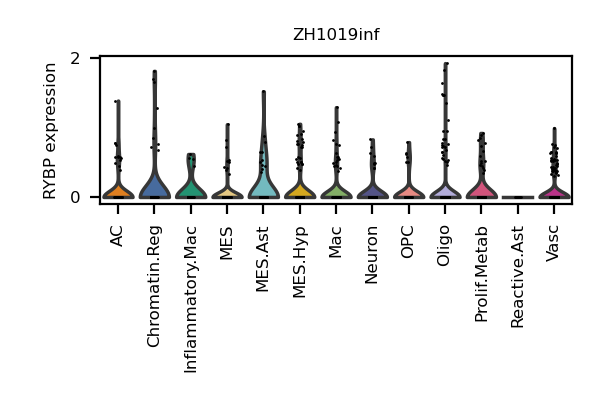 ZH1019inf
RYBP expression
2
0
AC
Chromatin.Reg
Inflammatory.Mac
MES
MES.Ast
MES.Hyp
Mac
Neuron
OPC
Oligo
Prolif.Metab
Reactive.Ast
Vasc